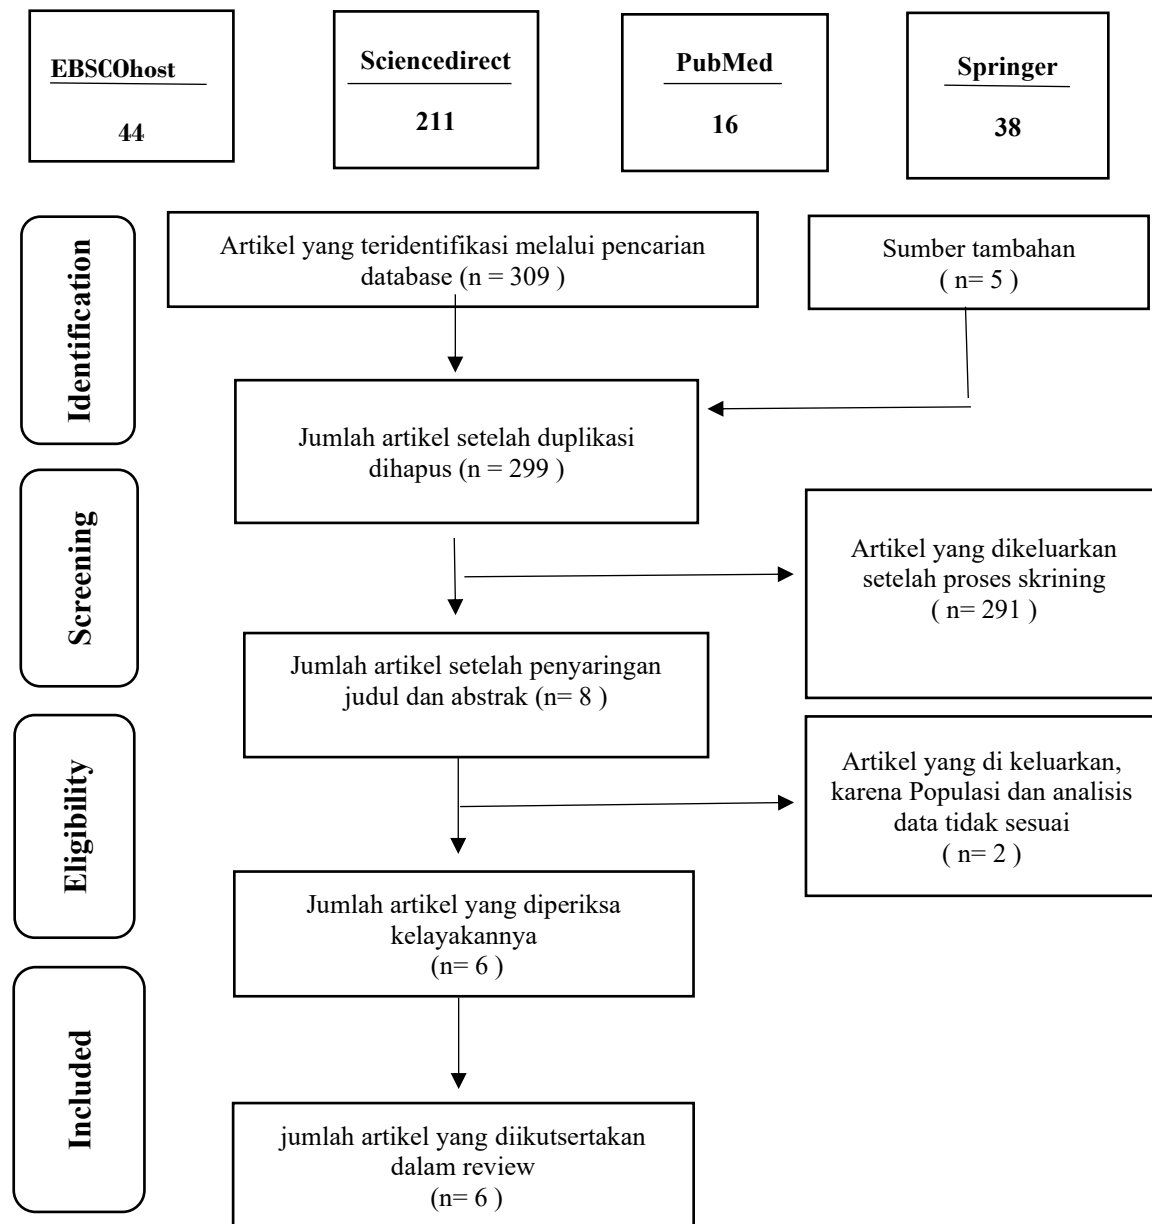 EBSCOhost
44
Sciencedirect
211
PubMed
16
Springer
38
Identification
Artikel yang teridentifikasi melalui pencarian
database (n = 309 )
Sumber tambahan
( n= 5 )
Jumlah artikel setelah duplikasi
dihapus (n = 299 )
Screening
Artikel yang dikeluarkan
setelah proses skrining
( n= 291 )
Jumlah artikel setelah penyaringan
judul dan abstrak (n= 8 )
Eligibility
Artikel yang di keluarkan,
karena Populasi dan analisis
data tidak sesuai
( n= 2 )
Jumlah artikel yang diperiksa
kelayakannya
(n= 6 )
Included
jumlah artikel yang diikutsertakan
dalam review
(n= 6 )